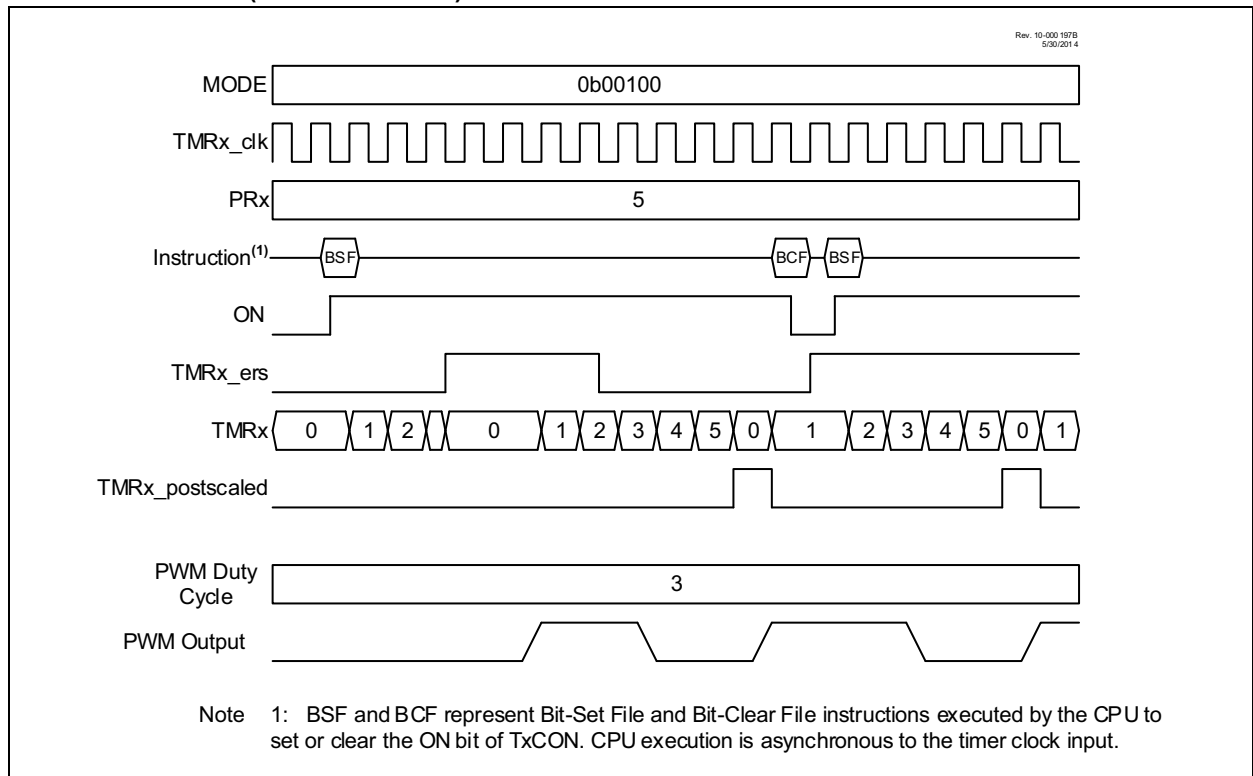 Rev. 10-000 197B
5/30/201 4
MODE
0b00100
TMRx_clk
PRx
5
Instruction(1)
BSF
BCF
BSF
ON
TMRx_ers
TMRx
0
1
2
0
1
2
3
4
5
0
1
2
3
4
5
0
1
TMRx_postscaled
PWM Duty
Cycle
3
PWM Output
Note 1: BSF and BCF represent Bit-Set File and Bit-Clear File instructions executed by the CPU to
set or clear the ON bit of TxCON. CPU execution is asynchronous to the timer clock input.